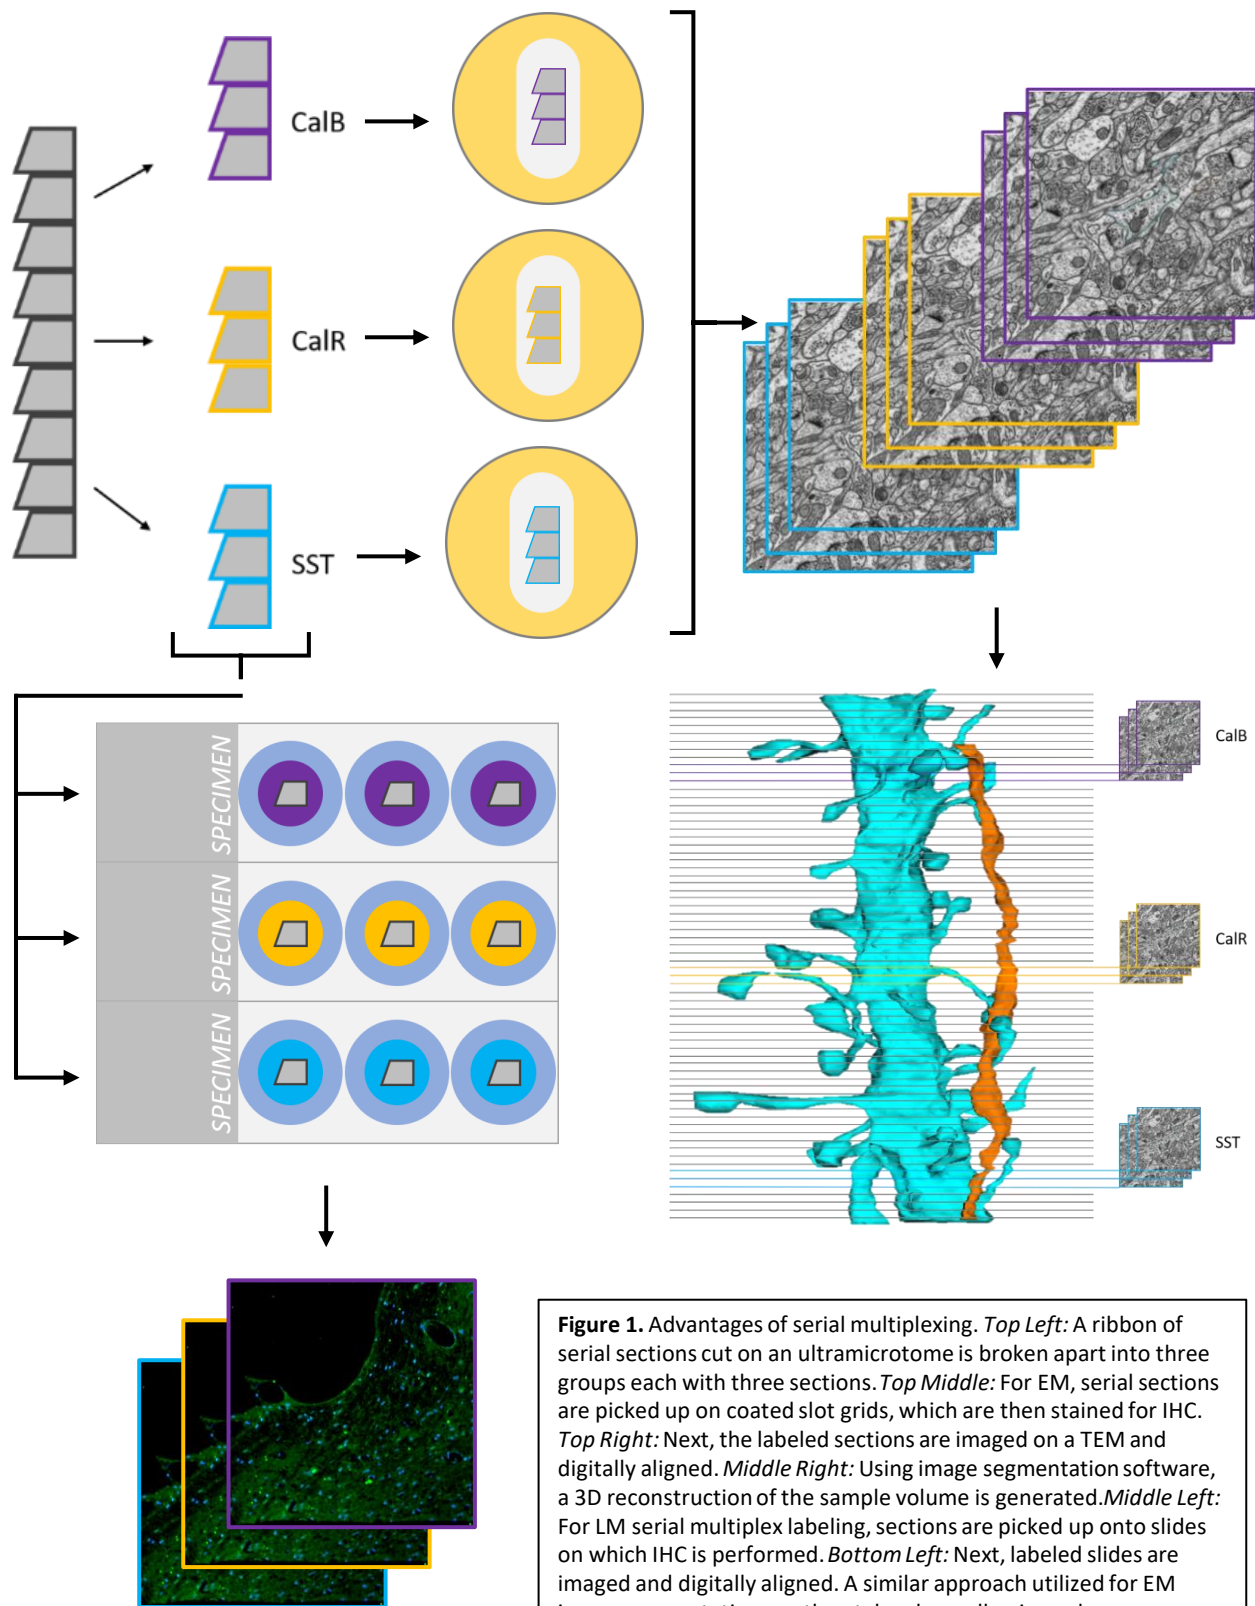 CalB
CalR
SST
SPECIMEN
SPECIMEN
SPECIMEN
CalB
CalR
SST
Figure 1. Advantages of serial multiplexing. Top Left: A ribbon of
serial sections cut on an ultramicrotome is broken apart into three
groups each with three sections. Top Middle: For EM, serial sections
are picked up on coated slot grids, which are then stained for IHC.
Top Right: Next, the labeled sections are imaged on a TEM and
digitally aligned. Middle Right: Using image segmentation software,
a 3D reconstruction of the sample volume is generated. Middle Left:
For LM serial multiplex labeling, sections are picked up onto slides
on which IHC is performed. Bottom Left: Next, labeled slides are
imaged and digitally aligned. A similar approach utilized for EM